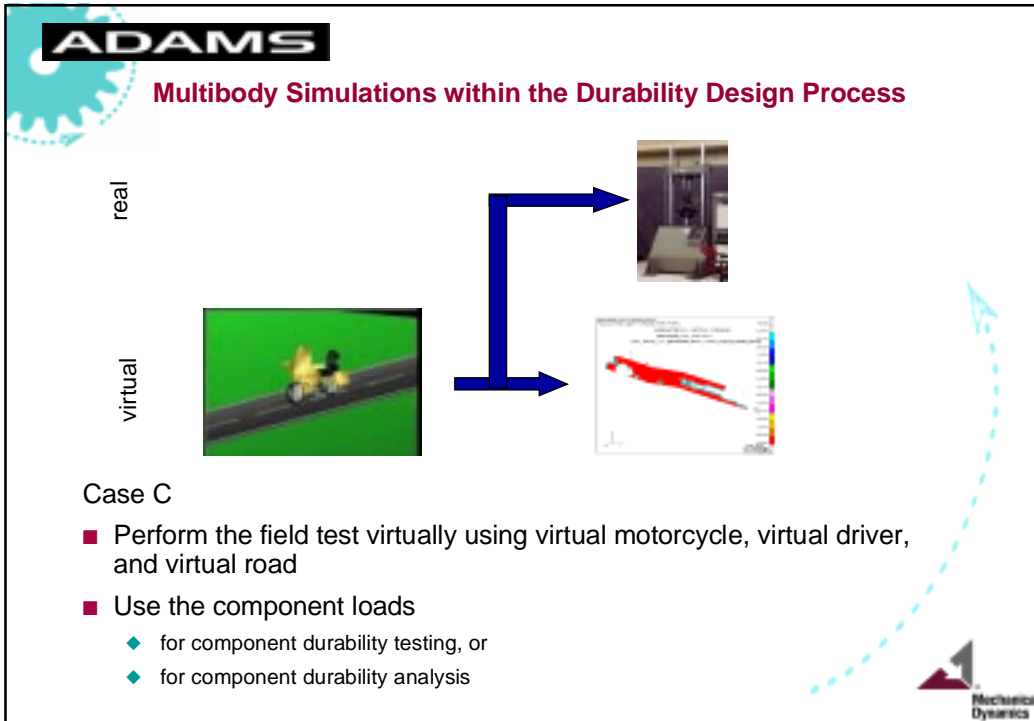 ADAMS
Multibody Simulations within the Durability Design Process
real
virtual
Case C
Perform the field test virtually using virtual motorcycle, virtual driver,
and virtual road
Use the component loads
for component durability testing, or
for component durability analysis
Mechanical
Dynamics